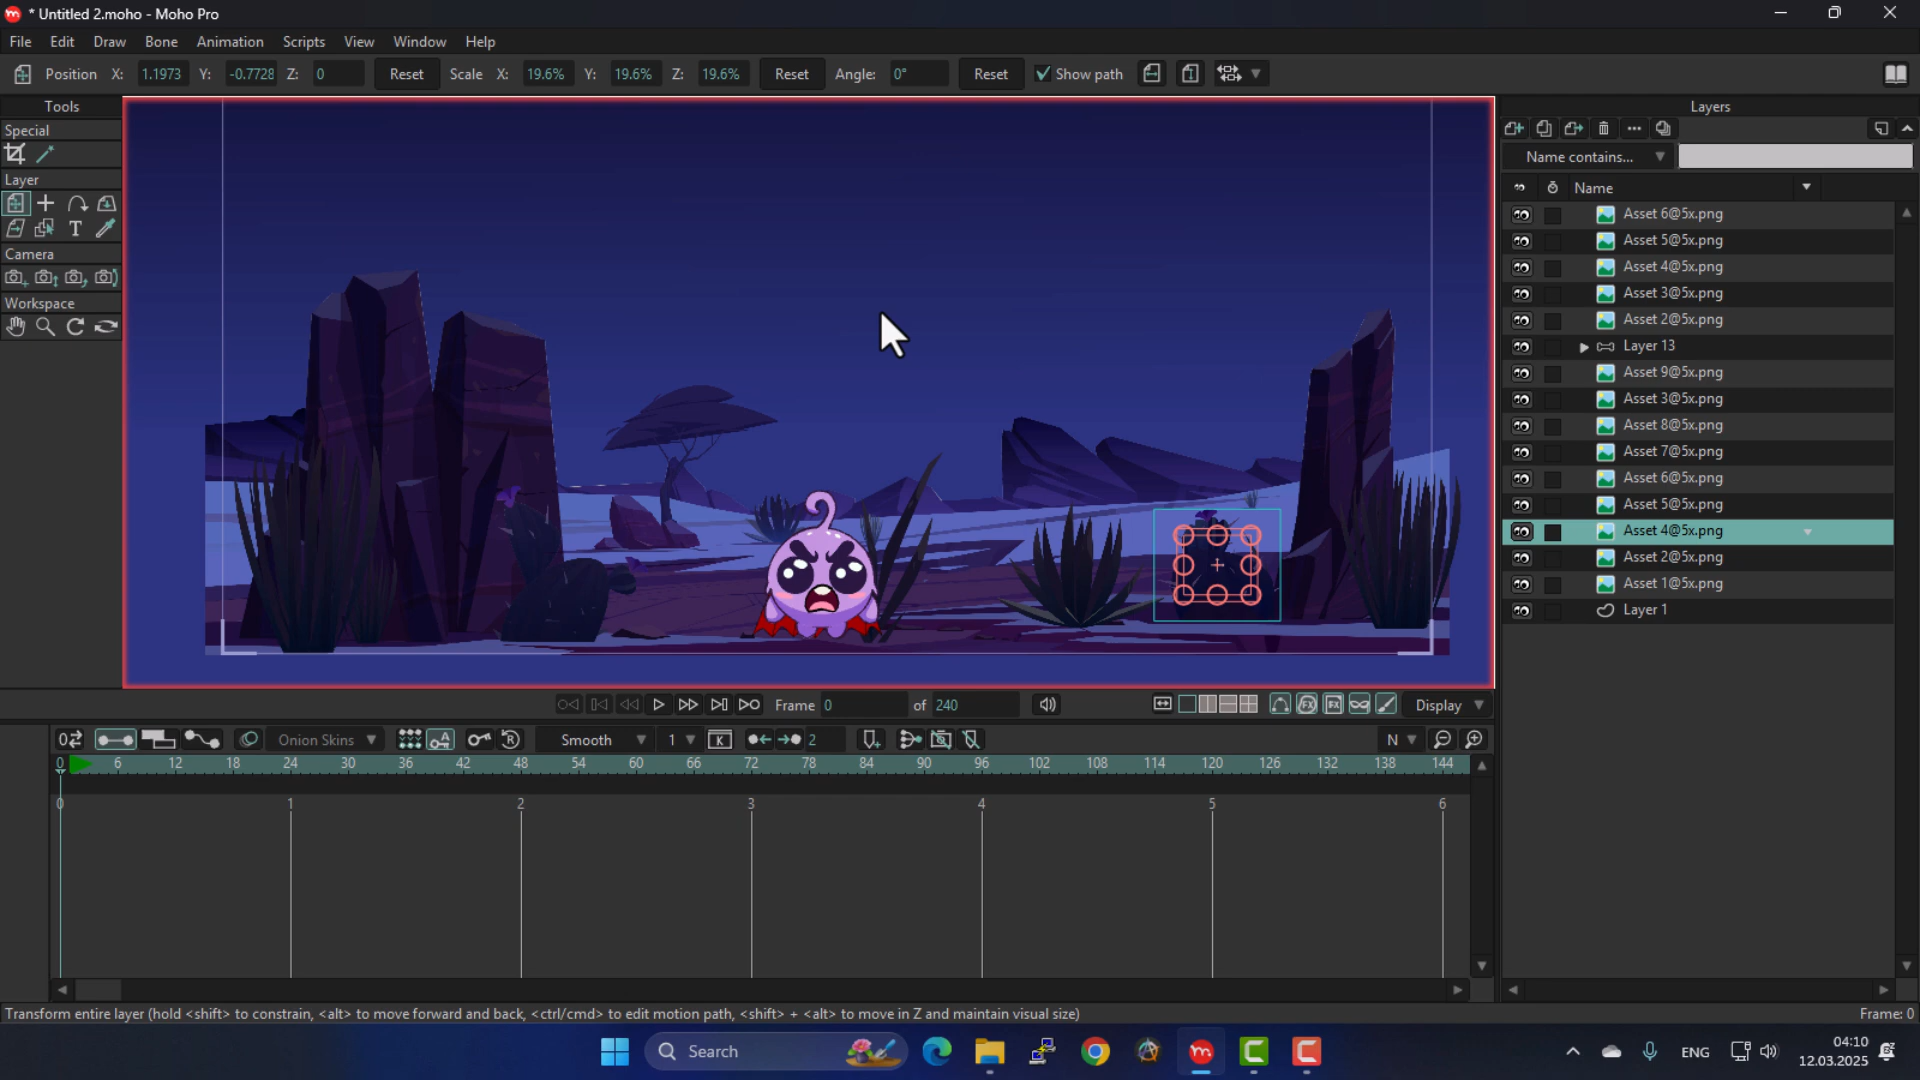 * Untitled 2.moho - Moho Pro
File Edit Draw Bone Animation Scripts View Window Help
Position X: 1.1973 Y: -0.7728 Z: 0 Reset Scale X: 19.6% Y: 19.6% Z: 19.6% Reset Angle: 0° Reset Show path
Tools
Special
Layer
Camera
Workspace
Layers
Name contains...
Name
Asset 6@5x.png
Asset 5@5x.png
Asset 4@5x.png
Asset 3@5x.png
Asset 2@5x.png
Layer 13
Asset 9@5x.png
Asset 3@5x.png
Asset 8@5x.png
Asset 7@5x.png
Asset 6@5x.png
Asset 5@5x.png
Asset 4@5x.png
Asset 2@5x.png
Asset 1@5x.png
Layer 1
Frame 0 of 240 Display
Onion Skins Smooth 1 2 N
0 6 12 18 24 30 36 42 48 54 60 66 72 78 84 90 96 102 108 114 120 126 132 138 144
0 1 2 3 4 5 6
Transform entire layer (hold <shift> to constrain, <alt> to move forward and back, <ctrl/cmd> to edit motion path, <shift> + <alt> to move in Z and maintain visual size) Frame: 0
Search ENG 04:10
12.03.2025